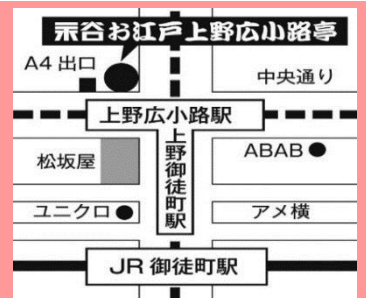 永谷お江戸上野広小路亭
A4 出口
中央通り
上野広小路駅
上野御徒町駅
松坂屋
ABAB
ユニクロ
アメ横
JR 御徒町駅